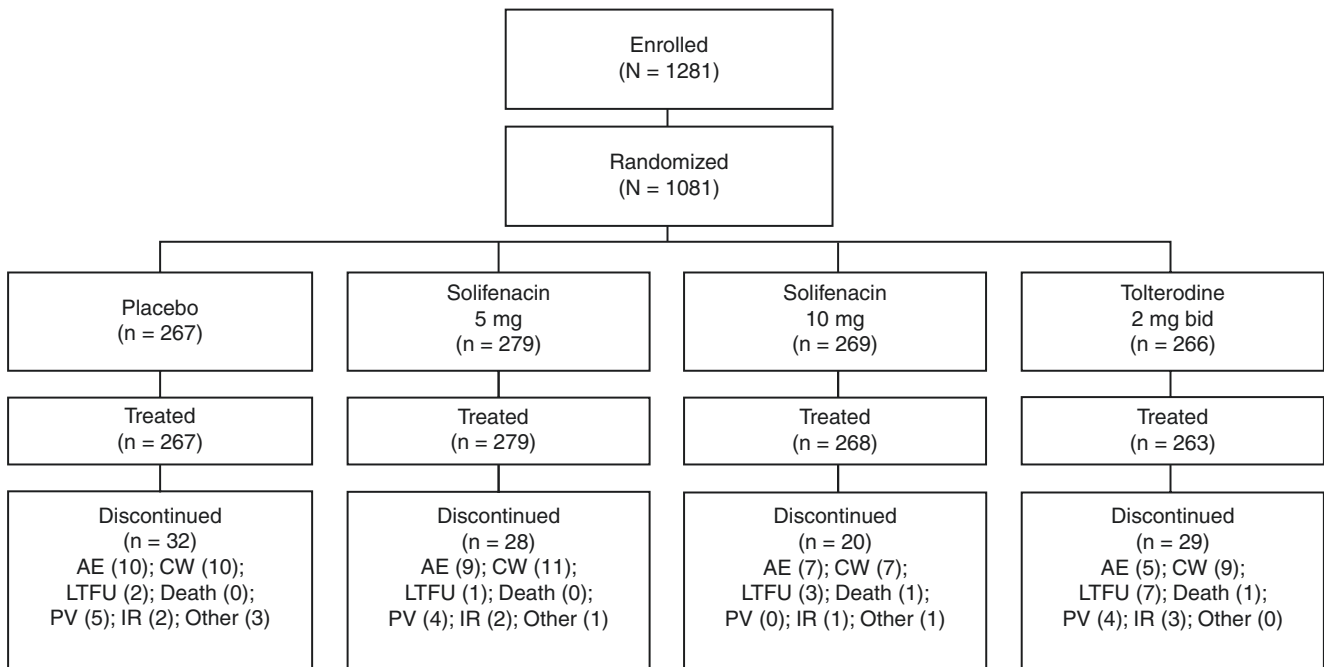 Enrolled
(N = 1281)
Randomized
(N = 1081)
Placebo
(n = 267)
Solifenacin
5 mg
(n = 279)
Solifenacin
10 mg
(n = 269)
Tolterodine
2 mg bid
(n = 266)
Treated
(n = 267)
Treated
(n = 279)
Treated
(n = 268)
Treated
(n = 263)
Discontinued
(n = 32)
AE (10); CW (10);
LTFU (2); Death (0);
PV (5); IR (2); Other (3)
Discontinued
(n = 28)
AE (9); CW (11);
LTFU (1); Death (0);
PV (4); IR (2); Other (1)
Discontinued
(n = 20)
AE (7); CW (7);
LTFU (3); Death (1);
PV (0); IR (1); Other (1)
Discontinued
(n = 29)
AE (5); CW (9);
LTFU (7); Death (1);
PV (4); IR (3); Other (0)